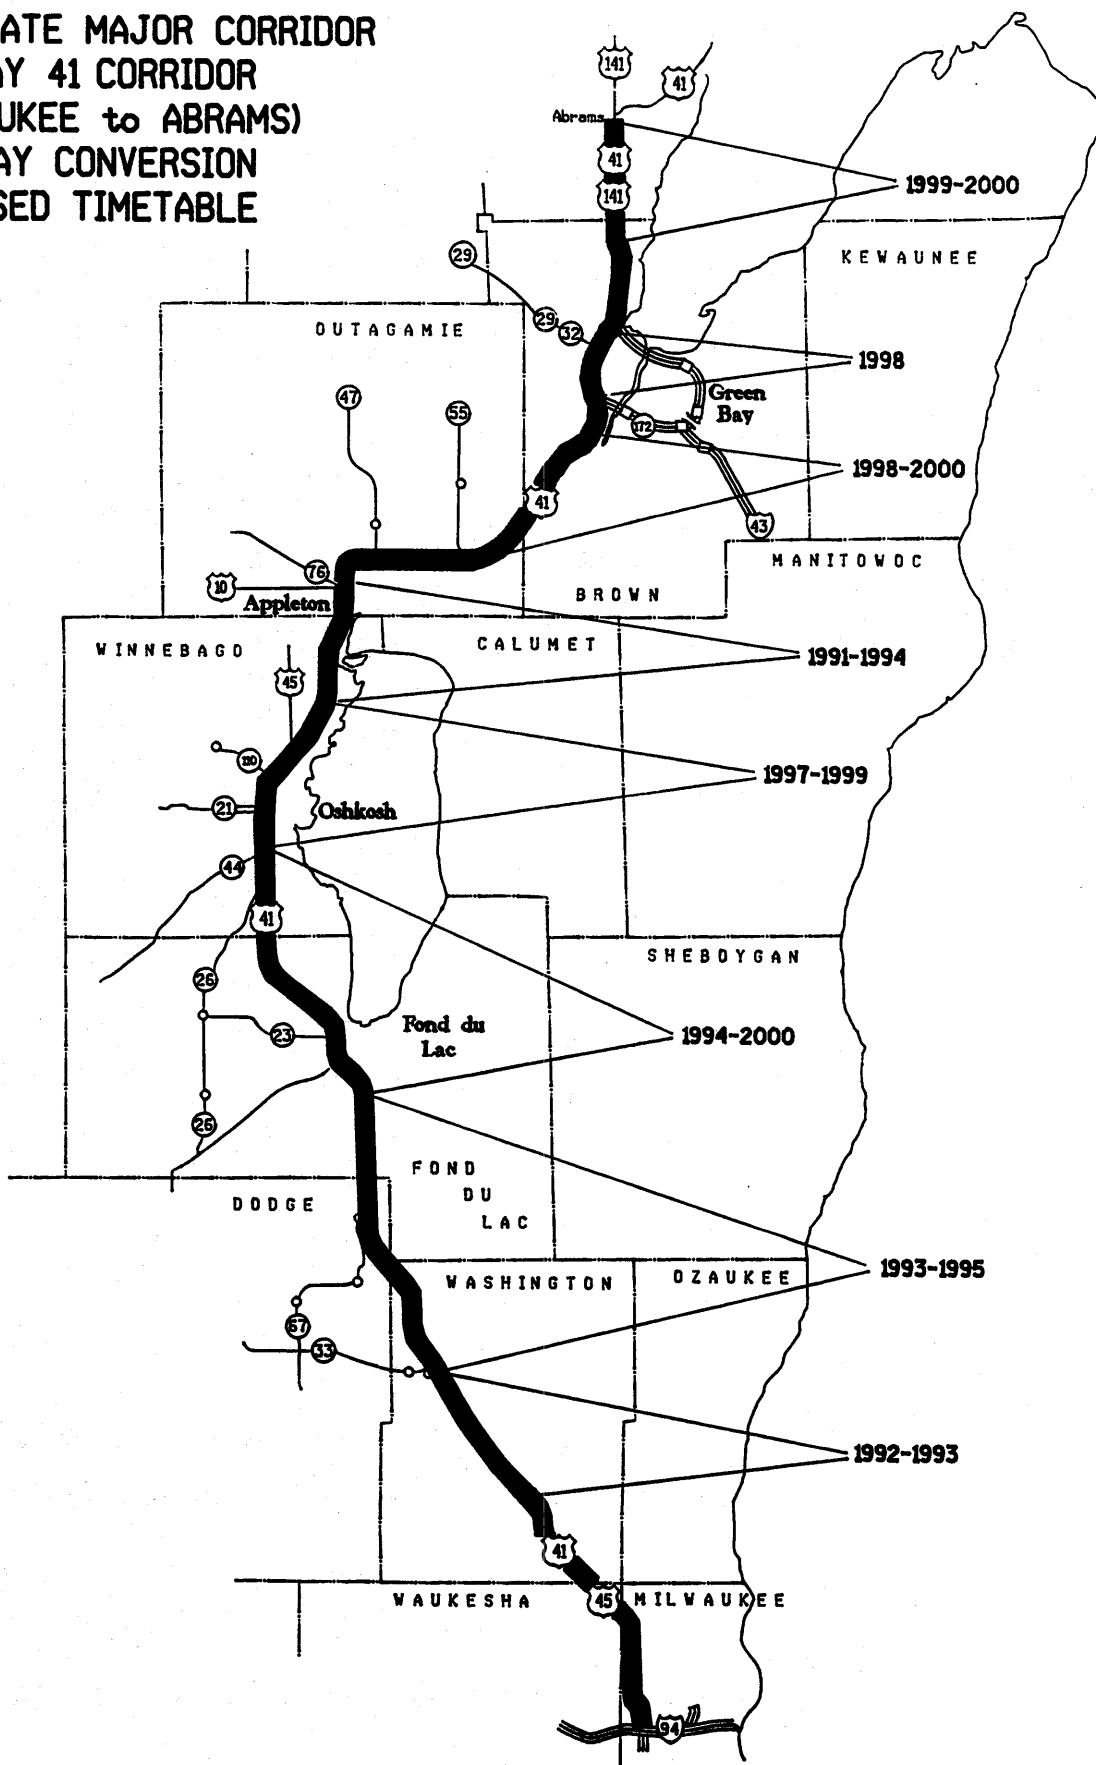 ATE MAJOR CORRIDOR
AY 41 CORRIDOR
UKEE to ABRAMS)
AY CONVERSION
SED TIMETABLE
141
41
Abrams
41
141
1999-2000
KEWAUNEE
29
OUTAGAMIE
29
32
1998
47
55
Green
Bay
172
1998-2000
41
43
MANITOWOC
76
10
Appleton
BROWN
WINNEBAGO
CALUMET
1991-1994
45
110
1997-1999
21
Oshkosh
44
41
SHEBOYGAN
26
23
Fond du
Lac
1994-2000
26
FOND
DU
LAC
DODGE
WASHINGTON
OZAUKEE
1993-1995
67
33
1992-1993
41
WAUKESHA
45
MILWAUKEE
94